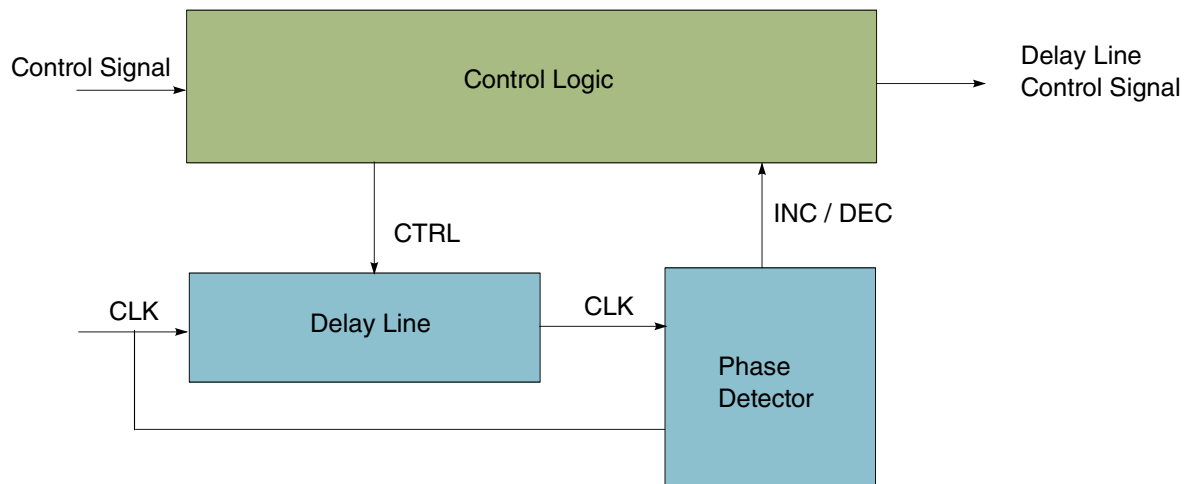 Control Signal
Control Logic
Delay Line
Control Signal
INC / DEC
CTRL
CLK
Delay Line
CLK
Phase
Detector